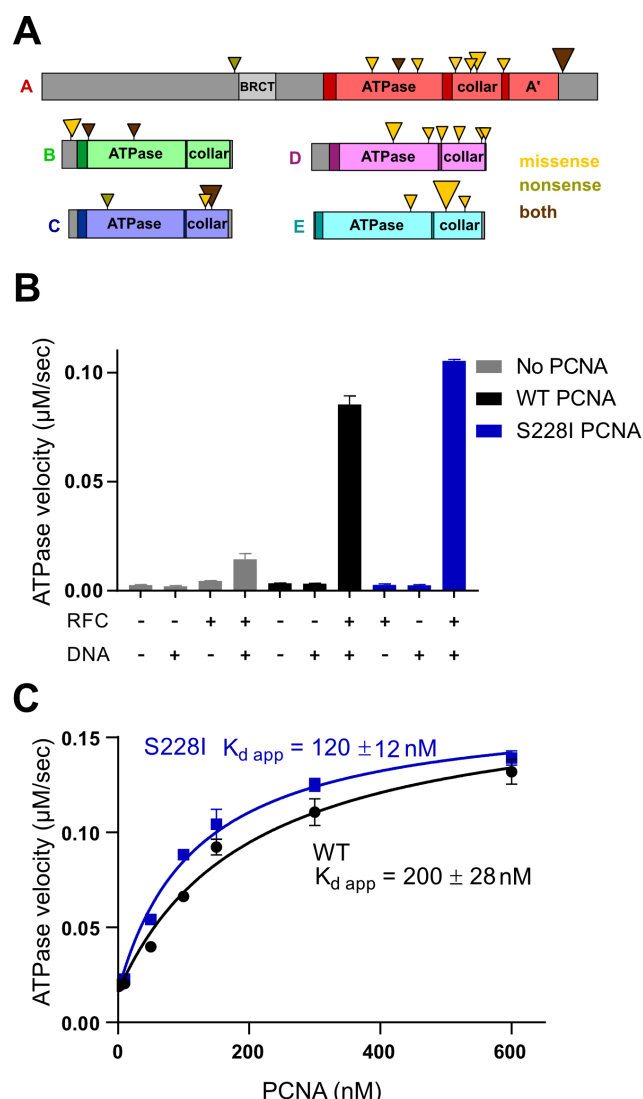 A
A BRCT ATPase collar A'
B ATPase collar
D ATPase collar
C ATPase collar
E ATPase collar
missense
nonsense
both
B
ATPase velocity (µM/sec)
0.10
0.05
0.00
No PCNA
WT PCNA
S228I PCNA
RFC - - + + - - + + - +
DNA - + - + - + + - + +
C
ATPase velocity (µM/sec)
0.15
0.10
0.05
0.00
S228I Kd app = 120 ± 12 nM
WT
Kd app = 200 ± 28 nM
0 200 400 600
PCNA (nM)